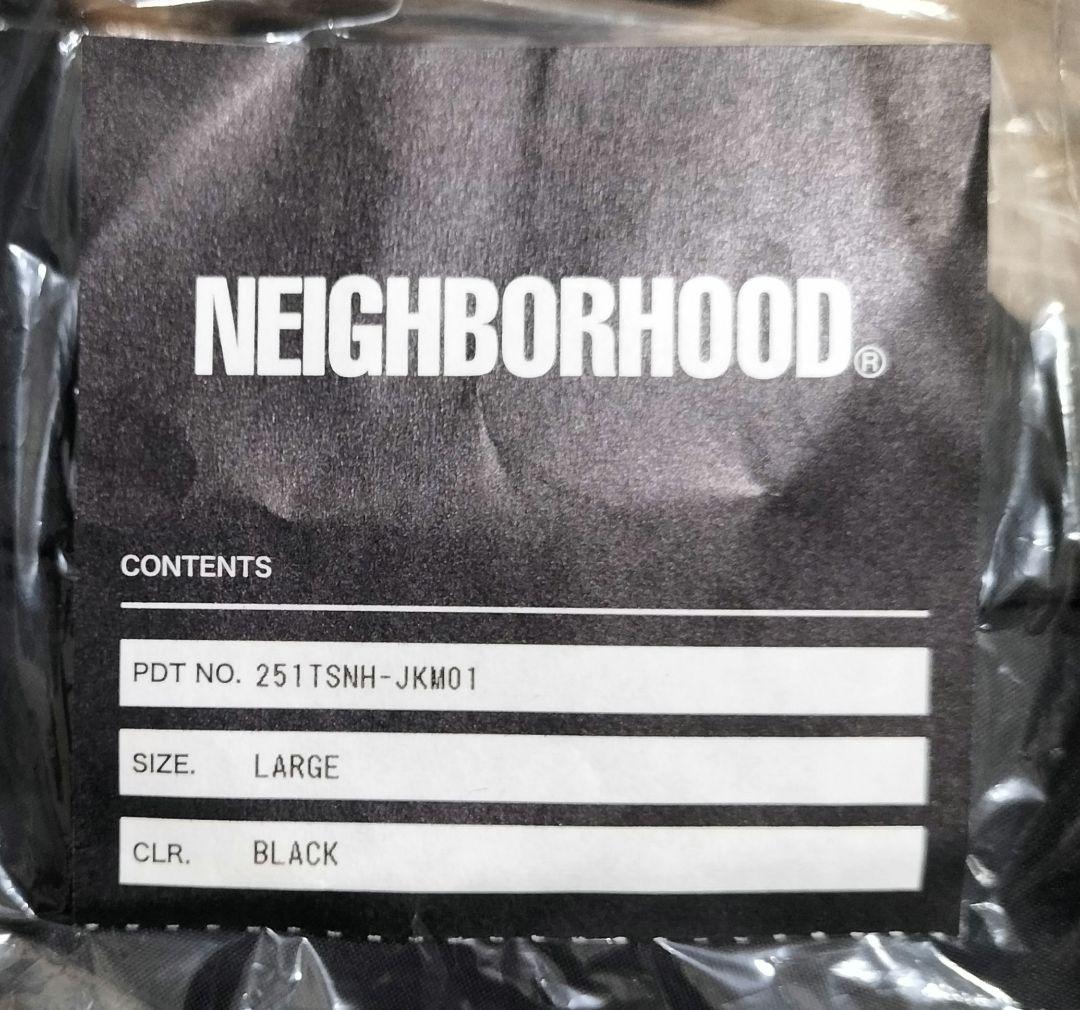 NEIGHBORHOOD®
CONTENTS
PDT NO. 251TSNH-JKM01
SIZE. LARGE
CLR. BLACK